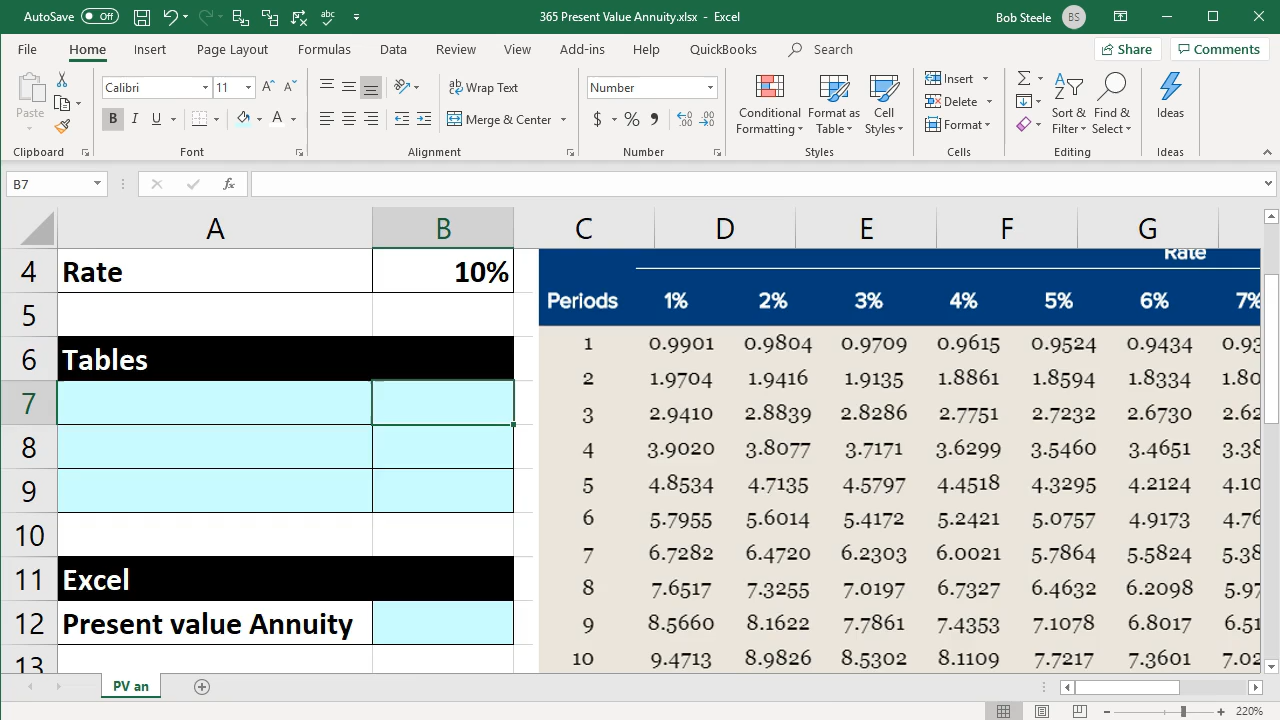 AutoSave Off 365 Present Value Annuity.xlsx - Excel Bob Steele BS
File Home Insert Page Layout Formulas Data Review View Add-ins Help QuickBooks Search Share Comments
Paste Calibri 11 Wrap Text Number Conditional Formatting Format as Table Cell Styles Insert Sort & Filter Find & Select Ideas
B I U A Merge & Center $ % Delete Format
Clipboard Font Alignment Number Styles Cells Editing Ideas
B7 fx
A B C D E F G
4 Rate 10% Rate
5 Periods 1% 2% 3% 4% 5% 6% 7%
6 Tables 1 0.9901 0.9804 0.9709 0.9615 0.9524 0.9434 0.93
2 1.9704 1.9416 1.9135 1.8861 1.8594 1.8334 1.80
7 3 2.9410 2.8839 2.8286 2.7751 2.7232 2.6730 2.62
8 4 3.9020 3.8077 3.7171 3.6299 3.5460 3.4651 3.38
9 5 4.8534 4.7135 4.5797 4.4518 4.3295 4.2124 4.10
10 6 5.7955 5.6014 5.4172 5.2421 5.0757 4.9173 4.76
7 6.7282 6.4720 6.2303 6.0021 5.7864 5.5824 5.38
11 Excel 8 7.6517 7.3255 7.0197 6.7327 6.4632 6.2098 5.97
12 Present value Annuity 9 8.5660 8.1622 7.7861 7.4353 7.1078 6.8017 6.51
13 10 9.4713 8.9826 8.5302 8.1109 7.7217 7.3601 7.02
PV an
220%